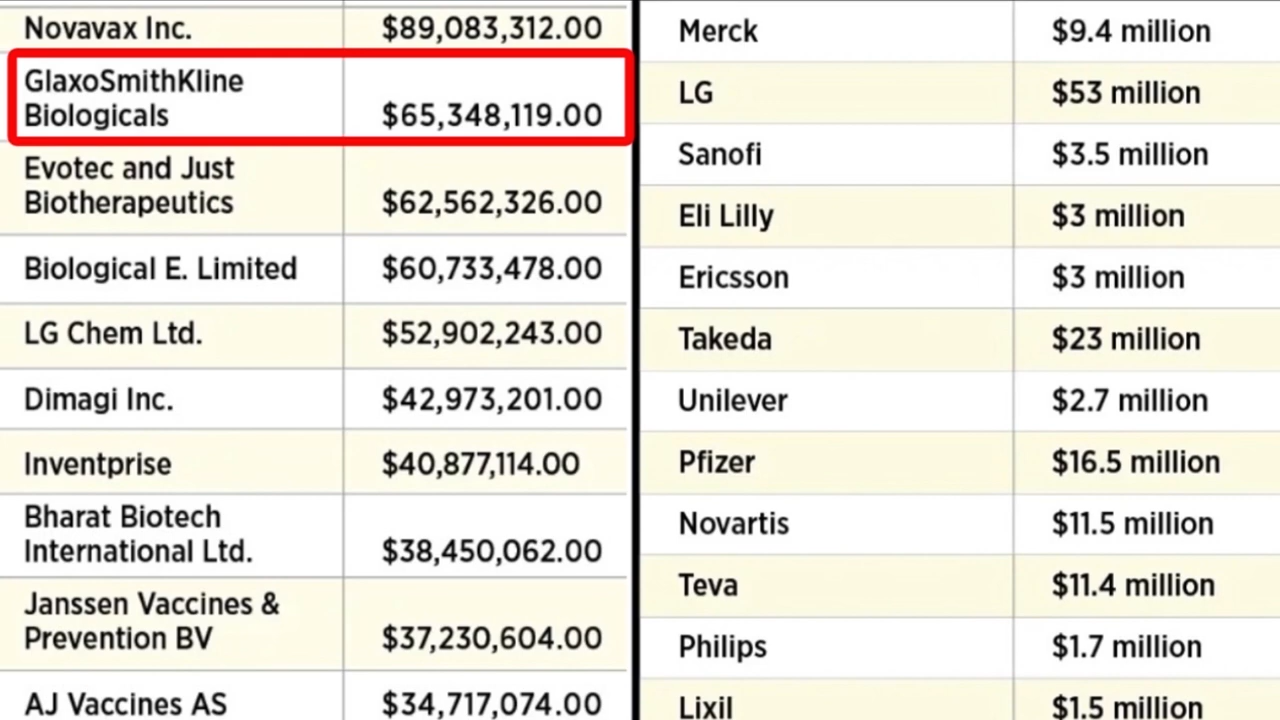 Novavax Inc. $89,083,312.00
GlaxoSmithKline
Biologicals $65,348,119.00
Evotec and Just
Biotherapeutics $62,562,326.00
Biological E. Limited $60,733,478.00
LG Chem Ltd. $52,902,243.00
Dimagi Inc. $42,973,201.00
Inventprise $40,877,114.00
Bharat Biotech
International Ltd. $38,450,062.00
Janssen Vaccines &
Prevention BV $37,230,604.00
AJ Vaccines AS $34,717,074.00
Merck $9.4 million
LG $53 million
Sanofi $3.5 million
Eli Lilly $3 million
Ericsson $3 million
Takeda $23 million
Unilever $2.7 million
Pfizer $16.5 million
Novartis $11.5 million
Teva $11.4 million
Philips $1.7 million
Lixil $1.5 million